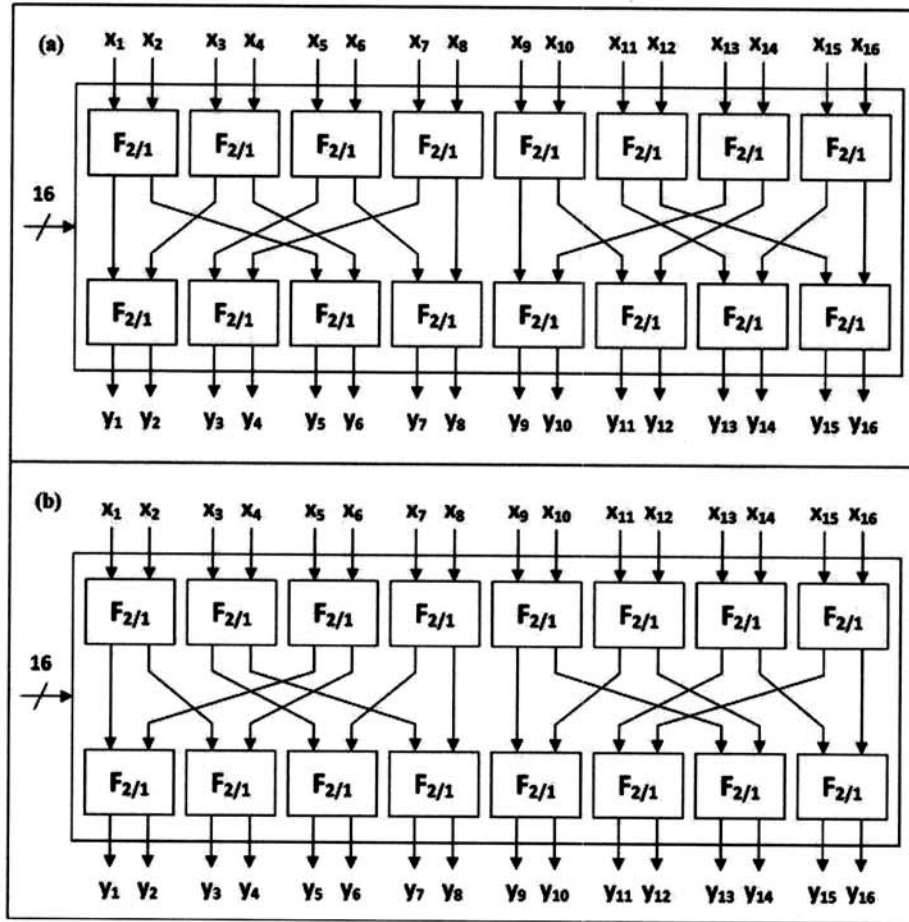 (a)
x₁ x₂ x₃ x₄ x₅ x₆ x₇ x₈ x₉ x₁₀ x₁₁ x₁₂ x₁₃ x₁₄ x₁₅ x₁₆
F₂/₁ F₂/₁ F₂/₁ F₂/₁ F₂/₁ F₂/₁ F₂/₁ F₂/₁
16
F₂/₁ F₂/₁ F₂/₁ F₂/₁ F₂/₁ F₂/₁ F₂/₁ F₂/₁
y₁ y₂ y₃ y₄ y₅ y₆ y₇ y₈ y₉ y₁₀ y₁₁ y₁₂ y₁₃ y₁₄ y₁₅ y₁₆
(b)
x₁ x₂ x₃ x₄ x₅ x₆ x₇ x₈ x₉ x₁₀ x₁₁ x₁₂ x₁₃ x₁₄ x₁₅ x₁₆
F₂/₁ F₂/₁ F₂/₁ F₂/₁ F₂/₁ F₂/₁ F₂/₁ F₂/₁
16
F₂/₁ F₂/₁ F₂/₁ F₂/₁ F₂/₁ F₂/₁ F₂/₁ F₂/₁
y₁ y₂ y₃ y₄ y₅ y₆ y₇ y₈ y₉ y₁₀ y₁₁ y₁₂ y₁₃ y₁₄ y₁₅ y₁₆